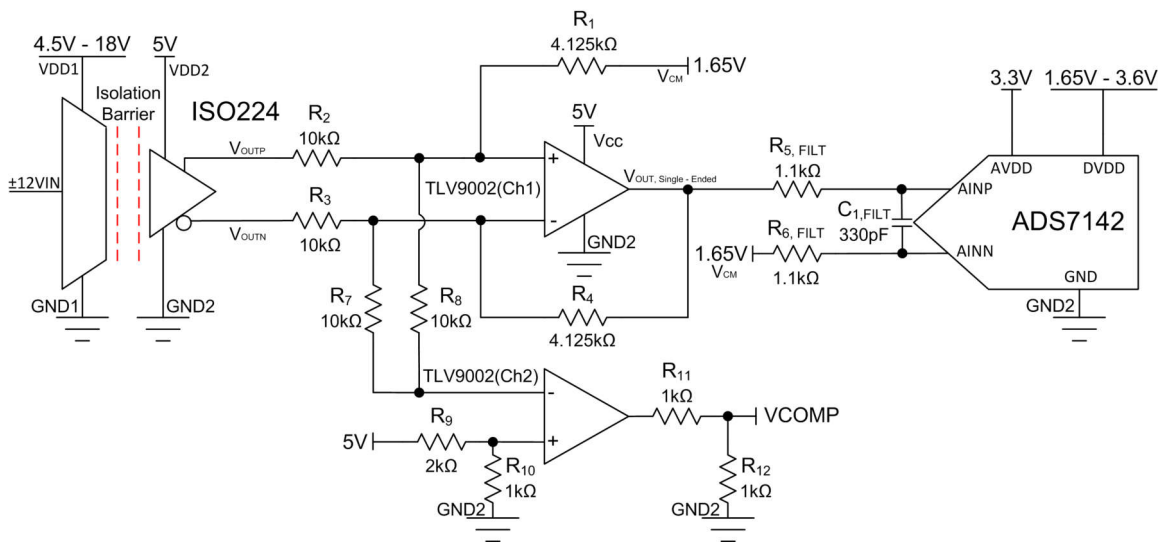 4.5V - 18V
VDD1
5V
VDD2
Isolation
Barrier
ISO224
±12VIN
GND1
GND2
VOUTP
VOUTN
R2
10kΩ
R3
10kΩ
R1
4.125kΩ
1.65V
VCM
5V
Vcc
TLV9002(Ch1)
+
-
GND2
VOUT, Single - Ended
R4
4.125kΩ
R7
10kΩ
R8
10kΩ
TLV9002(Ch2)
-
+
5V
R9
2kΩ
R10
1kΩ
GND2
R11
1kΩ
VCOMP
R12
1kΩ
GND2
R5, FILT
1.1kΩ
C1,FILT
330pF
1.65V
VCM
R6, FILT
1.1kΩ
3.3V
1.65V - 3.6V
AVDD
DVDD
AINP
ADS7142
AINN
GND
GND2